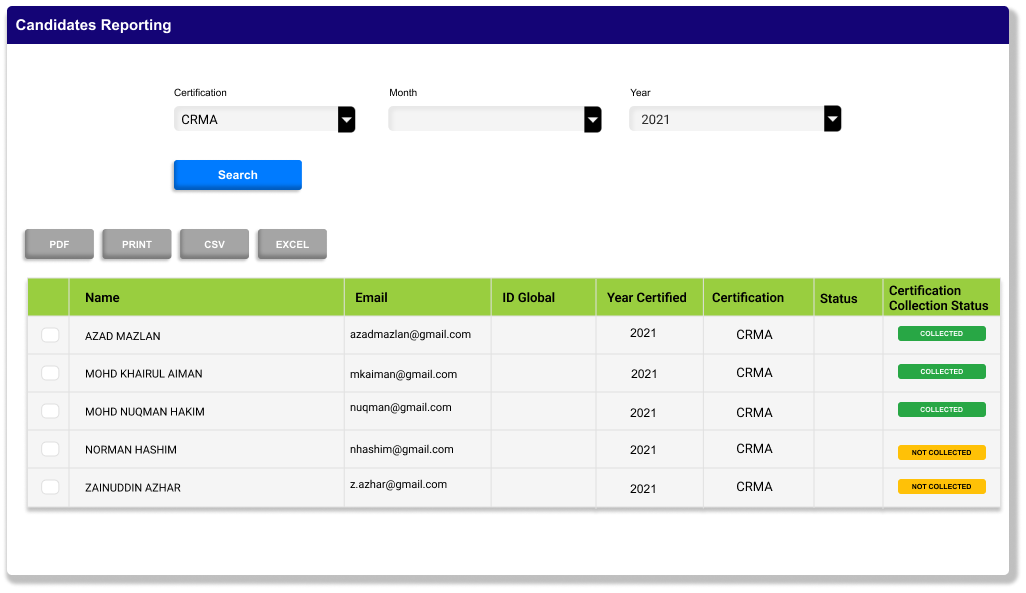 Candidates Reporting
Certification Month Year
CRMA 2021
Search
PDF PRINT CSV EXCEL
Name Email ID Global Year Certified Certification Status Certification Collection Status
AZAD MAZLAN azadmazlan@gmail.com 2021 CRMA COLLECTED
MOHD KHAIRUL AIMAN mkaiman@gmail.com 2021 CRMA COLLECTED
MOHD NUQMAN HAKIM nuqman@gmail.com 2021 CRMA COLLECTED
NORMAN HASHIM nhashim@gmail.com 2021 CRMA NOT COLLECTED
ZAINUDDIN AZHAR z.azhar@gmail.com 2021 CRMA NOT COLLECTED